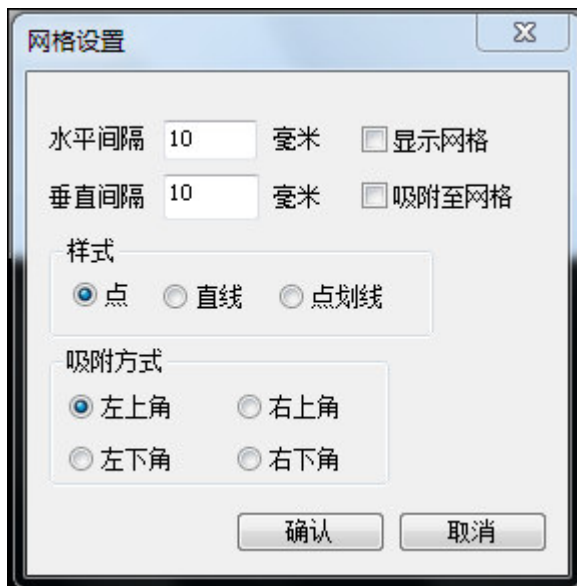 网格设置
水平间隔 10 毫米 显示网格
垂直间隔 10 毫米 吸附至网格
样式
点 直线 点划线
吸附方式
左上角 右上角
左下角 右下角
确认 取消